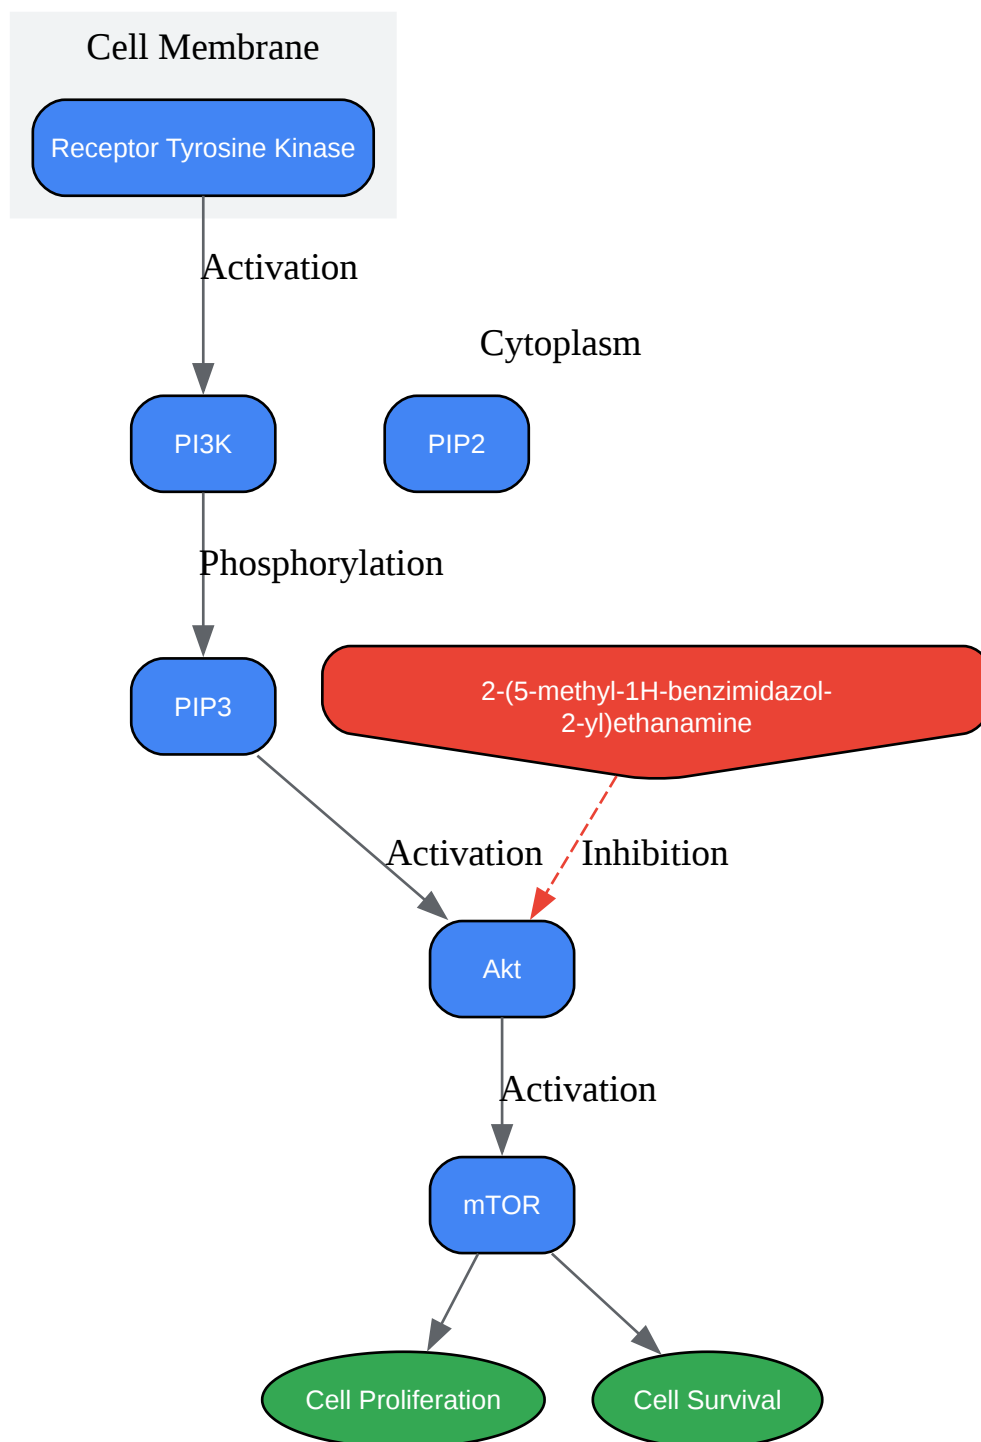 Cell Membrane
Receptor Tyrosine Kinase
Activation
Cytoplasm
PI3K
PIP2
Phosphorylation
PIP3
2-(5-methyl-1H-benzimidazol-
2-yl)ethanamine
Activation
Inhibition
Akt
Activation
mTOR
Cell Proliferation
Cell Survival